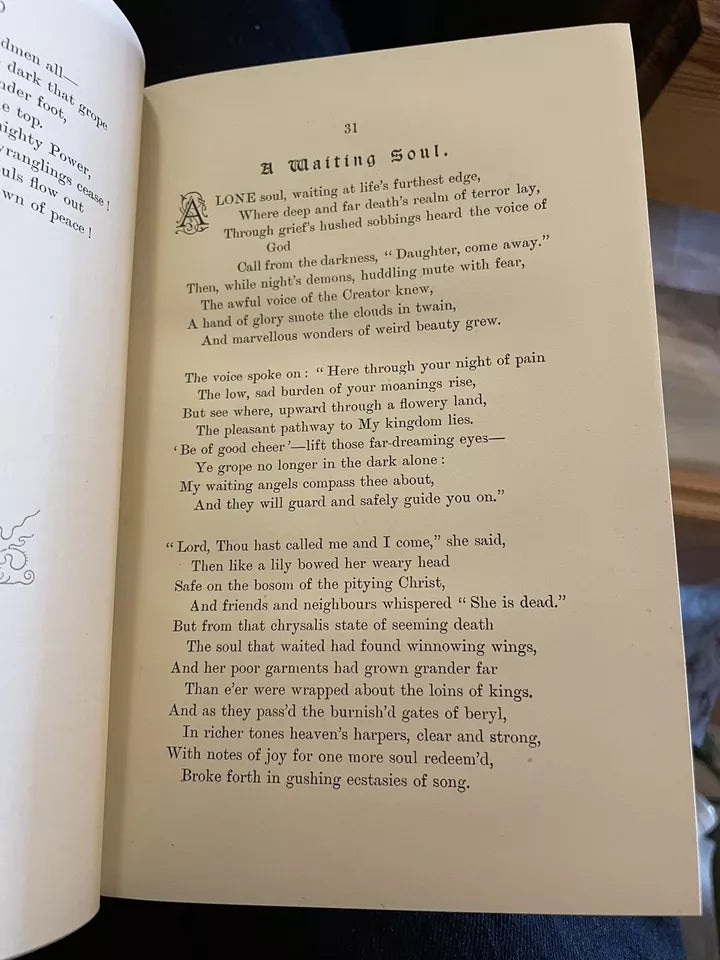 dmen all—
dark that grope
nder foot,
e top.
ighty Power,
ranglings cease!
uls flow out
wn of peace!
31
A Waiting Soul.
A LONE soul, waiting at life's furthest edge,
Where deep and far death's realm of terror lay,
Through grief's hushed sobbings heard the voice of
God
Call from the darkness, "Daughter, come away."
Then, while night's demons, huddling mute with fear,
The awful voice of the Creator knew,
A hand of glory smote the clouds in twain,
And marvellous wonders of weird beauty grew.
The voice spoke on: "Here through your night of pain
The low, sad burden of your moanings rise,
But see where, upward through a flowery land,
The pleasant pathway to My kingdom lies.
'Be of good cheer'—lift those far-dreaming eyes—
Ye grope no longer in the dark alone:
My waiting angels compass thee about,
And they will guard and safely guide you on."
"Lord, Thou hast called me and I come," she said,
Then like a lily bowed her weary head
Safe on the bosom of the pitying Christ,
And friends and neighbours whispered "She is dead."
But from that chrysalis state of seeming death
The soul that waited had found winnowing wings,
And her poor garments had grown grander far
Than e'er were wrapped about the loins of kings.
And as they pass'd the burnish'd gates of beryl,
In richer tones heaven's harpers, clear and strong,
With notes of joy for one more soul redeem'd,
Broke forth in gushing ecstasies of song.